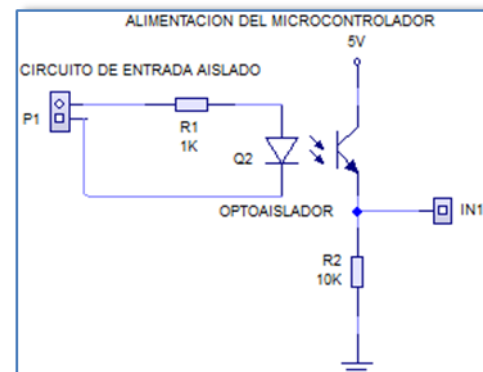 ALIMENTACION DEL MICROCONTROLADOR
5V
CIRCUITO DE ENTRADA AISLADO
P1
R1
1K
Q2
OPTOAISLADOR
IN1
R2
10K